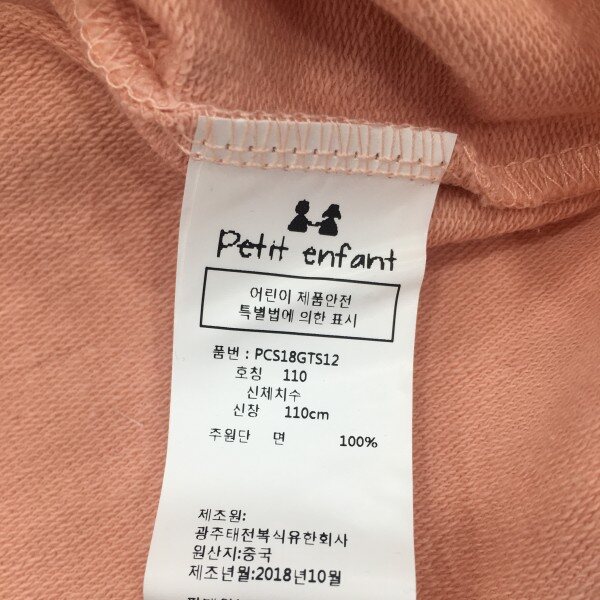 Petit enfant
어린이 제품안전
특별법에 의한 표시
품번 : PCS18GTS12
호칭 110
신체치수
신장 110cm
주원단 면 100%
제조원:
광주태전복식유한회사
원산지:중국
제조년월:2018년10월